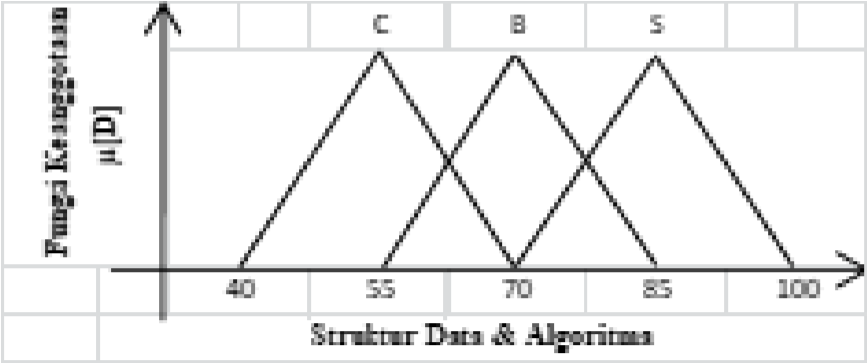 C B S
Fungsi Keanggotaan
μ[D]
40 55 70 85 100
Struktur Data & Algoritma